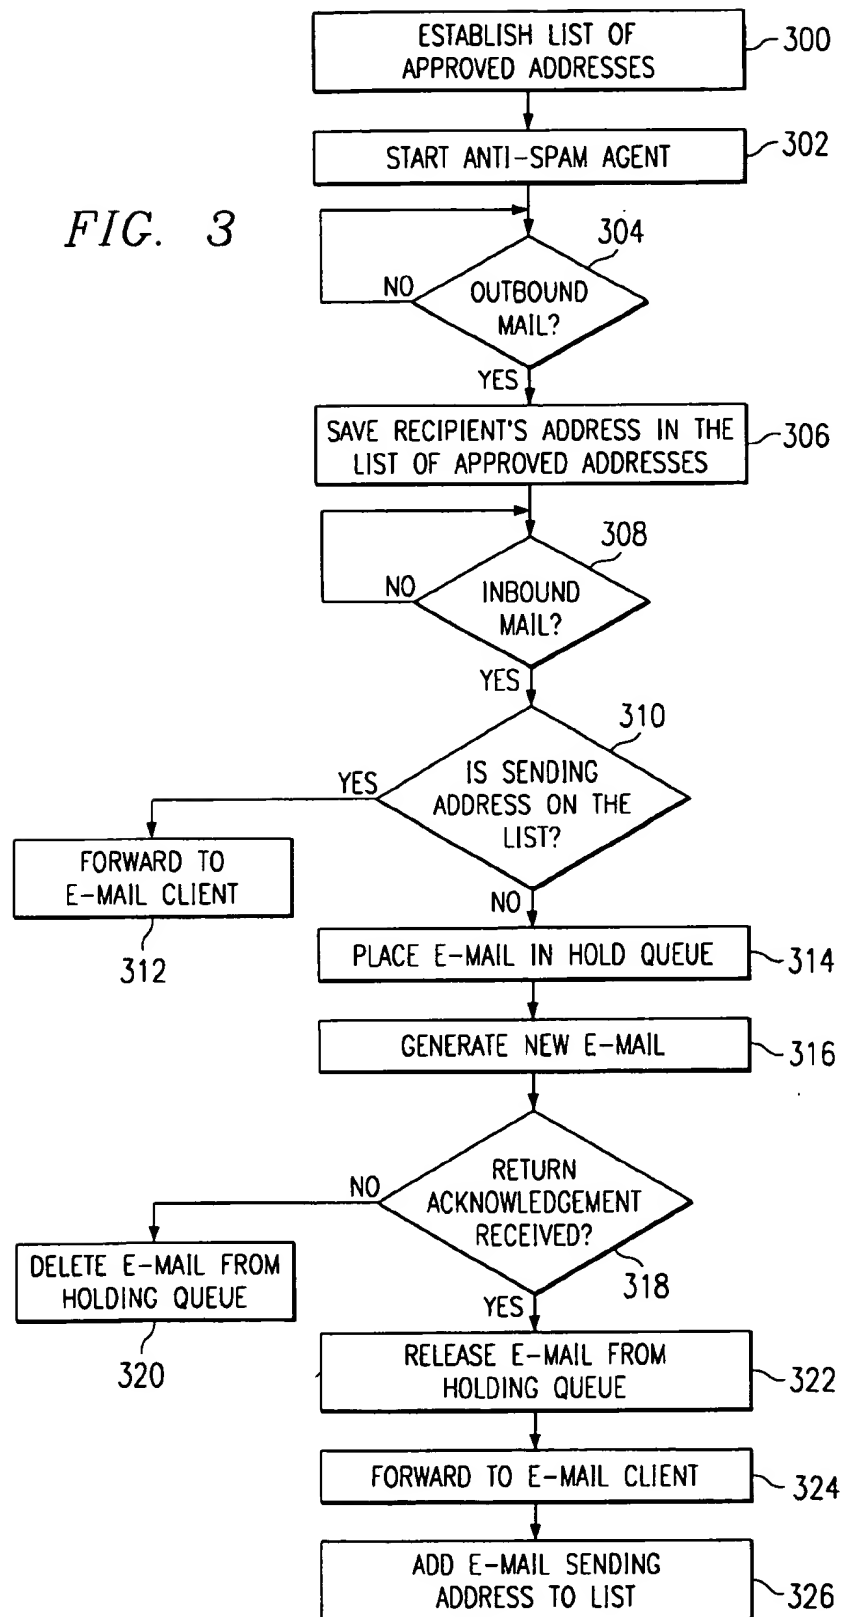 ESTABLISH LIST OF
APPROVED ADDRESSES
300
START ANTI-SPAM AGENT
302
FIG. 3
304
OUTBOUND
MAIL?
NO
YES
SAVE RECIPIENT'S ADDRESS IN THE
LIST OF APPROVED ADDRESSES
306
308
INBOUND
MAIL?
NO
YES
310
IS SENDING
ADDRESS ON THE
LIST?
YES
FORWARD TO
E-MAIL CLIENT
312
NO
PLACE E-MAIL IN HOLD QUEUE
314
GENERATE NEW E-MAIL
316
RETURN
ACKNOWLEDGEMENT
RECEIVED?
318
NO
DELETE E-MAIL FROM
HOLDING QUEUE
320
YES
RELEASE E-MAIL FROM
HOLDING QUEUE
322
FORWARD TO E-MAIL CLIENT
324
ADD E-MAIL SENDING
ADDRESS TO LIST
326